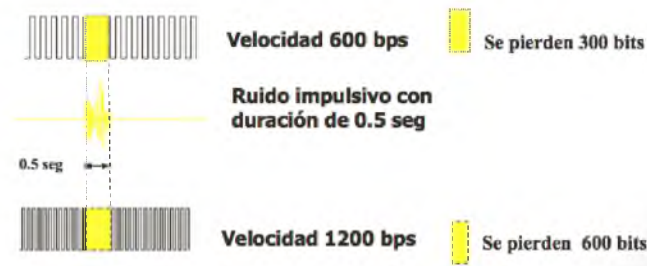 Velocidad 600 bps
Se pierden 300 bits
Ruido impulsivo con
duración de 0.5 seg
0.5 seg
Velocidad 1200 bps
Se pierden 600 bits